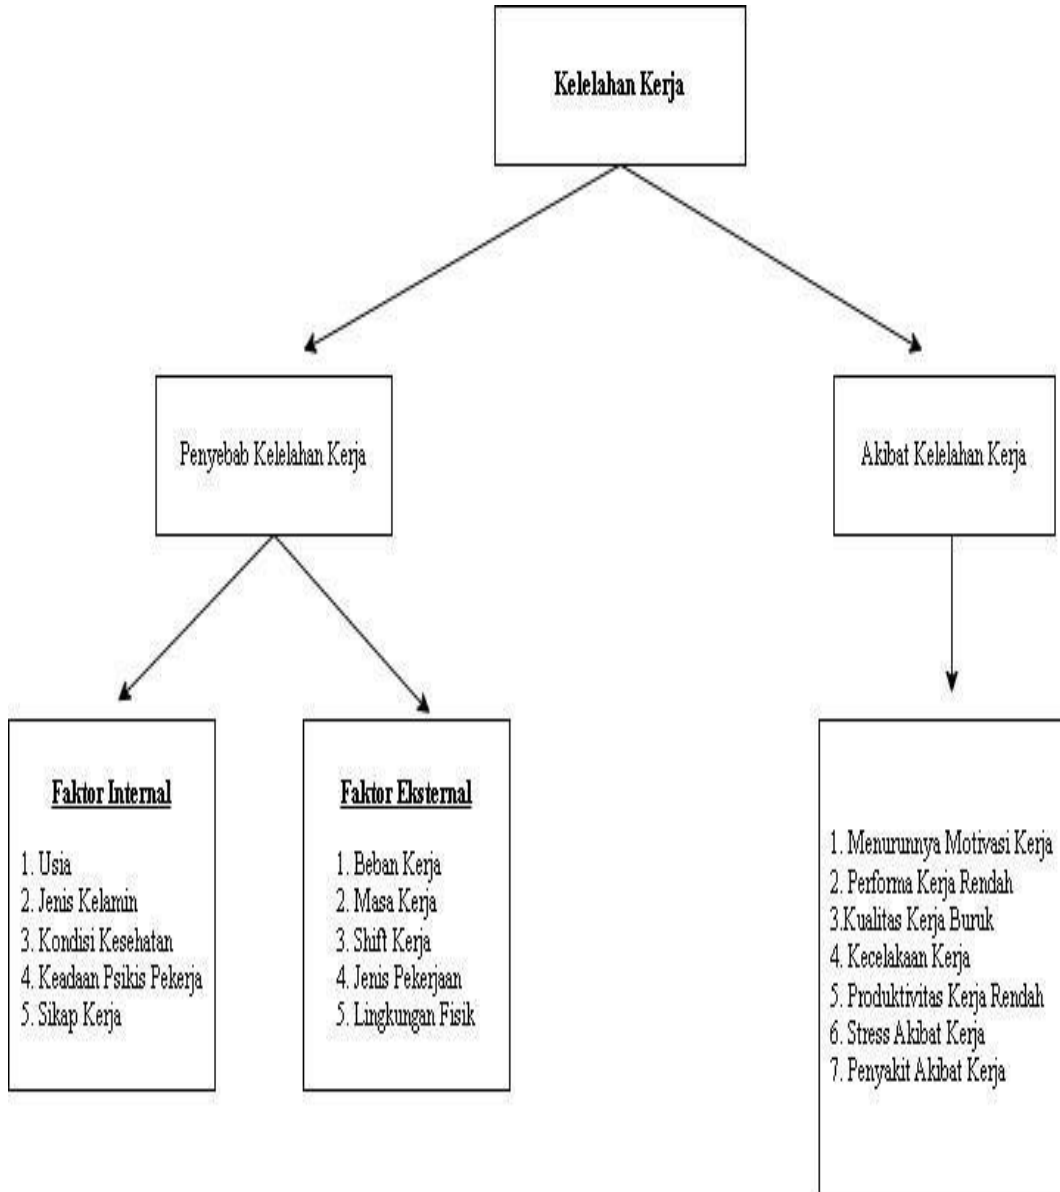 Kelelahan Kerja
Penyebab Kelelahan Kerja
Akibat Kelelahan Kerja
Faktor Internal
1. Usia
2. Jenis Kelamin
3. Kondisi Kesehatan
4. Keadaan Psikis Pekerja
5. Sikap Kerja
Faktor Eksternal
1. Beban Kerja
2. Masa Kerja
3. Shift Kerja
4. Jenis Pekerjaan
5. Lingkungan Fisik
1. Menurunnya Motivasi Kerja
2. Performa Kerja Rendah
3.Kualitas Kerja Buruk
4. Kecelakaan Kerja
5. Produktivitas Kerja Rendah
6. Stress Akibat Kerja
7. Penyakit Akibat Kerja